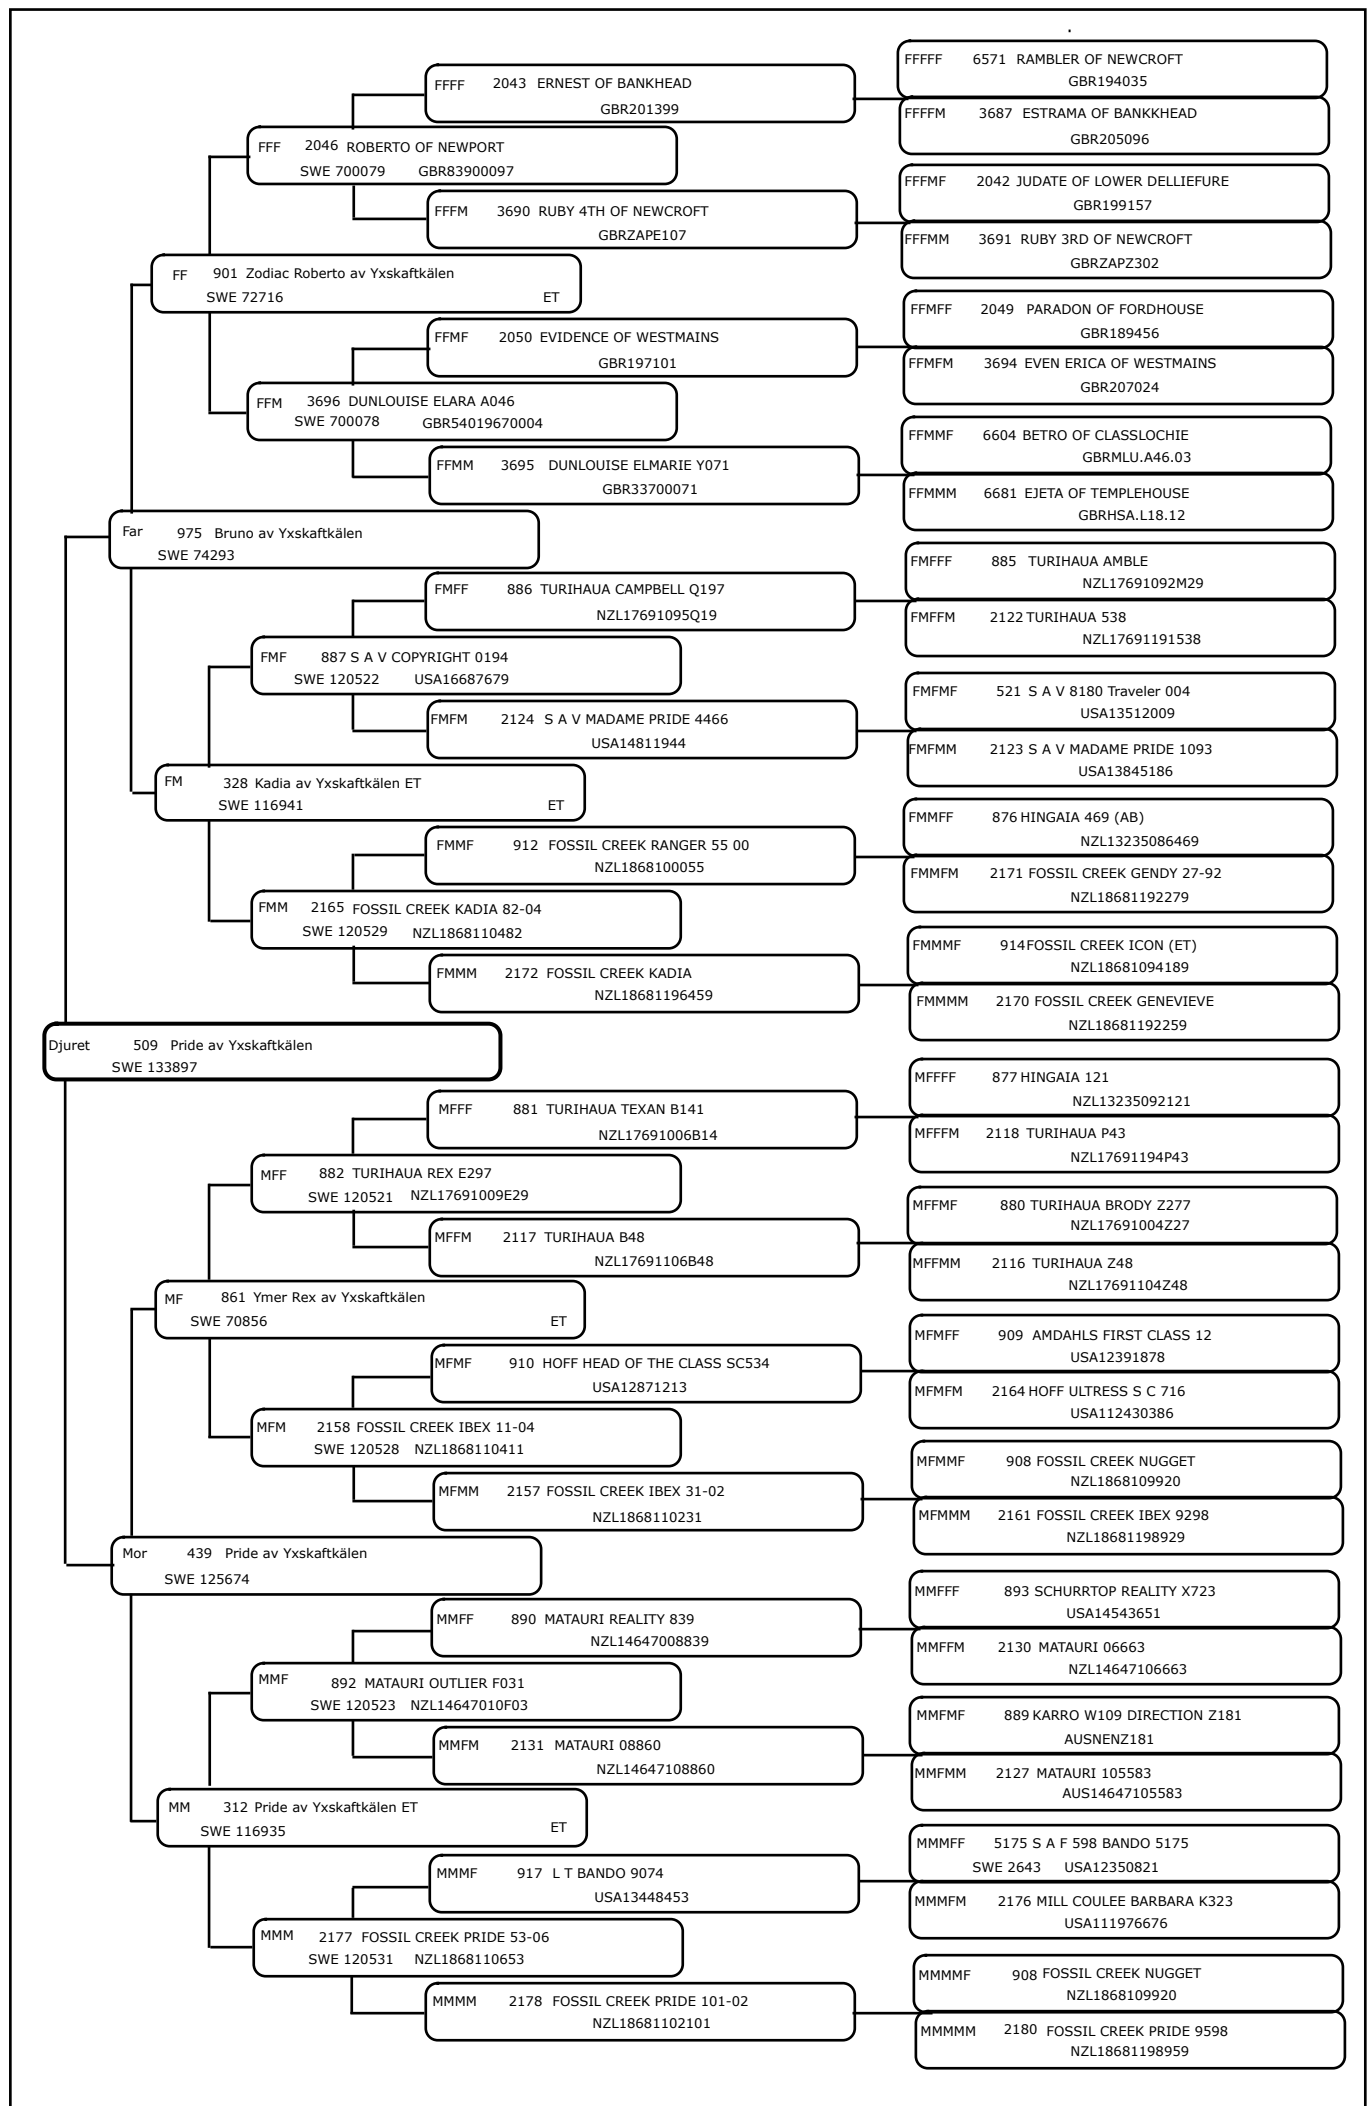 FFFFF 6571 RAMBLER OF NEWCROFT
GBR194035
FFFF 2043 ERNEST OF BANKHEAD
GBR201399
FFFFM 3687 ESTRAMA OF BANKKHEAD
GBR205096
FFF 2046 ROBERTO OF NEWPORT
SWE 700079 GBR83900097
FFFMF 2042 JUDATE OF LOWER DELLIEFURE
GBR199157
FFFM 3690 RUBY 4TH OF NEWCROFT
GBRZAPE107
FFFMM 3691 RUBY 3RD OF NEWCROFT
GBRZAPZ302
FF 901 Zodiac Roberto av Yxskaftkälen
SWE 72716 ET
FFMFF 2049 PARADON OF FORDHOUSE
GBR189456
FFMF 2050 EVIDENCE OF WESTMAINS
GBR197101
FFMFM 3694 EVEN ERICA OF WESTMAINS
GBR207024
FFM 3696 DUNLOUISE ELARA A046
SWE 700078 GBR54019670004
FFMMF 6604 BETRO OF CLASSLOCHIE
GBRMLU.A46.03
FFMM 3695 DUNLOUISE ELMARIE Y071
GBR33700071
FFMMM 6681 EJETA OF TEMPLEHOUSE
GBRHSA.L18.12
Far 975 Bruno av Yxskaftkälen
SWE 74293
FMFFF 885 TURIHAUA AMBLE
NZL17691092M29
FMFF 886 TURIHAUA CAMPBELL Q197
NZL17691095Q19
FMFFM 2122 TURIHAUA 538
NZL17691191538
FMF 887 S A V COPYRIGHT 0194
SWE 120522 USA16687679
FMFMF 521 S A V 8180 Traveler 004
USA13512009
FMFM 2124 S A V MADAME PRIDE 4466
USA14811944
FMFMM 2123 S A V MADAME PRIDE 1093
USA13845186
FM 328 Kadia av Yxskaftkälen ET
SWE 116941 ET
FMMFF 876 HINGAIA 469 (AB)
NZL13235086469
FMMF 912 FOSSIL CREEK RANGER 55 00
NZL1868100055
FMMFM 2171 FOSSIL CREEK GENDY 27-92
NZL18681192279
FMM 2165 FOSSIL CREEK KADIA 82-04
SWE 120529 NZL1868110482
FMMMF 914 FOSSIL CREEK ICON (ET)
NZL18681094189
FMMM 2172 FOSSIL CREEK KADIA
NZL18681196459
FMMMM 2170 FOSSIL CREEK GENEVIEVE
NZL18681192259
Djuret 509 Pride av Yxskaftkälen
SWE 133897
MFFFF 877 HINGAIA 121
NZL13235092121
MFFF 881 TURIHAUA TEXAN B141
NZL17691006B14
MFFFM 2118 TURIHAUA P43
NZL17691194P43
MFF 882 TURIHAUA REX E297
SWE 120521 NZL17691009E29
MFFMF 880 TURIHAUA BRODY Z277
NZL17691004Z27
MFFM 2117 TURIHAUA B48
NZL17691106B48
MFFMM 2116 TURIHAUA Z48
NZL17691104Z48
MF 861 Ymer Rex av Yxskaftkälen
SWE 70856 ET
MFMFF 909 AMDAHLS FIRST CLASS 12
USA12391878
MFMF 910 HOFF HEAD OF THE CLASS SC534
USA12871213
MFMFM 2164 HOFF ULTRESS S C 716
USA112430386
MFM 2158 FOSSIL CREEK IBEX 11-04
SWE 120528 NZL1868110411
MFMMF 908 FOSSIL CREEK NUGGET
NZL1868109920
MFMM 2157 FOSSIL CREEK IBEX 31-02
NZL1868110231
MFMMM 2161 FOSSIL CREEK IBEX 9298
NZL18681198929
Mor 439 Pride av Yxskaftkälen
SWE 125674
MMFFF 893 SCHURRTOP REALITY X723
USA14543651
MMFF 890 MATAURI REALITY 839
NZL14647008839
MMFFM 2130 MATAURI 06663
NZL14647106663
MMF 892 MATAURI OUTLIER F031
SWE 120523 NZL14647010F03
MMFMF 889 KARRO W109 DIRECTION Z181
AUSNENZ181
MMFM 2131 MATAURI 08860
NZL14647108860
MMFMM 2127 MATAURI 105583
AUS14647105583
MM 312 Pride av Yxskaftkälen ET
SWE 116935 ET
MMMFF 5175 S A F 598 BANDO 5175
SWE 2643 USA12350821
MMMF 917 L T BANDO 9074
USA13448453
MMMFM 2176 MILL COULEE BARBARA K323
USA111976676
MMM 2177 FOSSIL CREEK PRIDE 53-06
SWE 120531 NZL1868110653
MMMMF 908 FOSSIL CREEK NUGGET
NZL1868109920
MMMM 2178 FOSSIL CREEK PRIDE 101-02
NZL18681102101
MMMMM 2180 FOSSIL CREEK PRIDE 9598
NZL18681198959